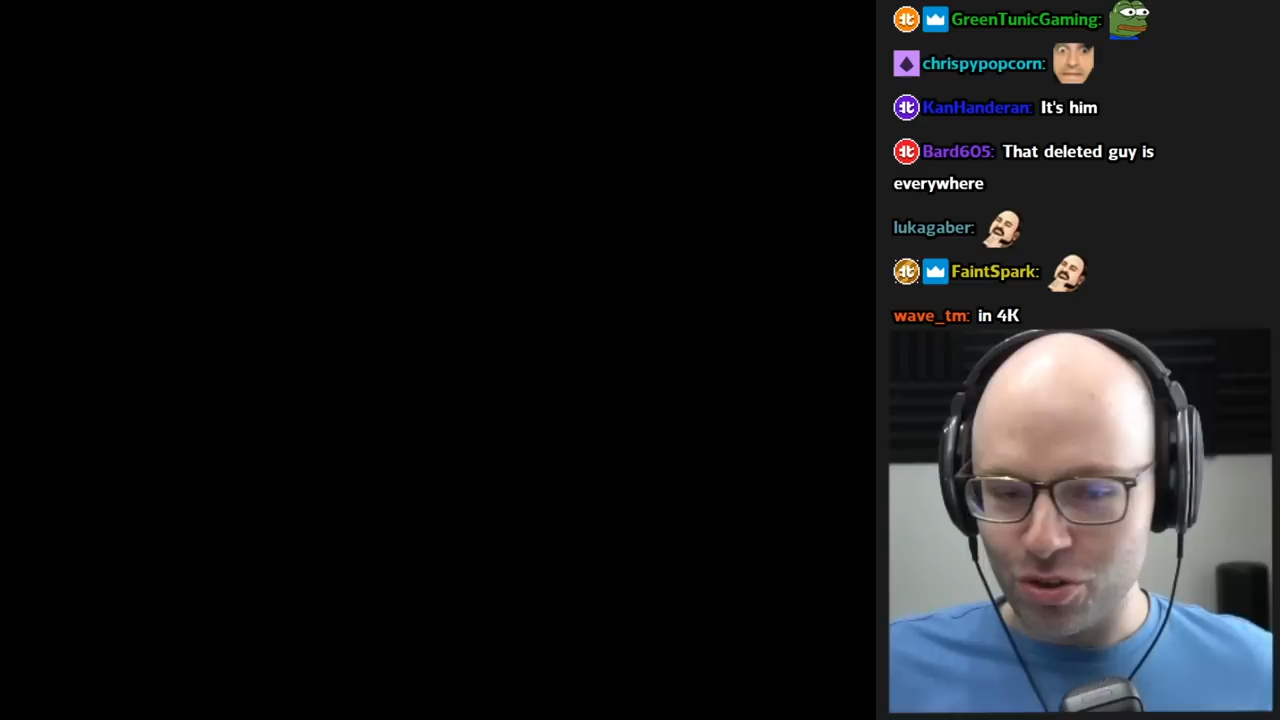 GreenTunicGaming:
chrispypopcorn:
KanHanderan: It's him
Bard605: That deleted guy is
everywhere
lukagaber:
FaintSpark:
wave_tm: in 4K